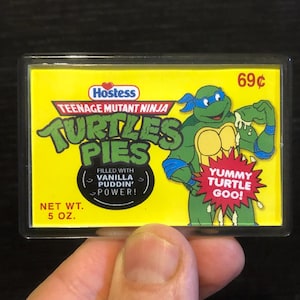 Hostess
69¢
TEENAGE MUTANT NINJA
TURTLES
PIES
FILLED WITH
VANILLA
PUDDIN'
POWER!
YUMMY
TURTLE
GOO!
NET WT.
5 OZ.